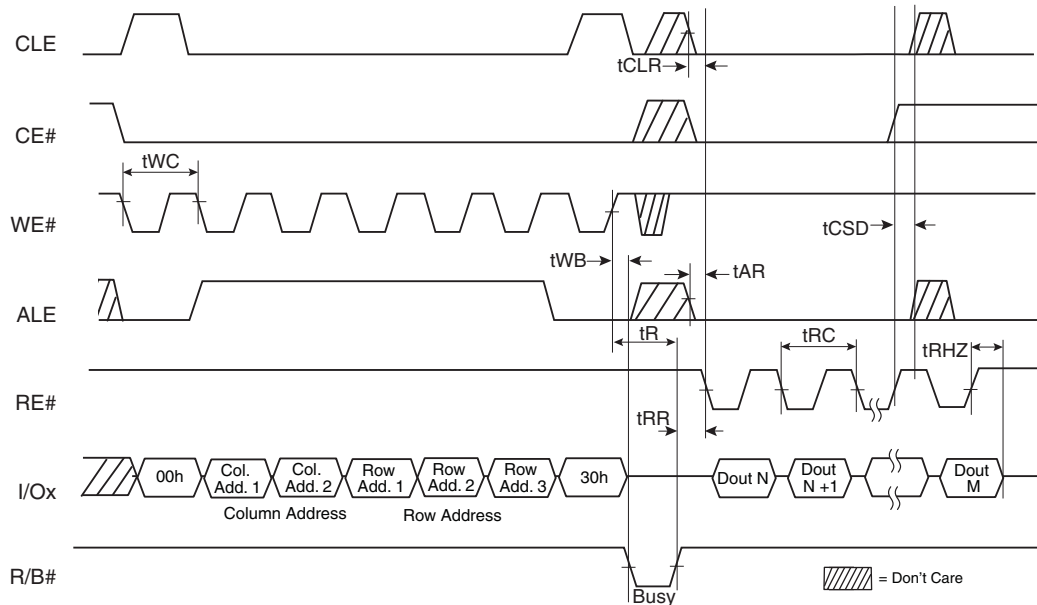 CLE
tCLR
CE#
tWC
WE#
tCSD
tWB
tAR
ALE
tR
tRC
tRHZ
RE#
tRR
I/Ox
00h
Col.
Add. 1
Col.
Add. 2
Row
Add. 1
Row
Add. 2
Row
Add. 3
30h
Dout N
Dout
N +1
Dout
M
Column Address
Row Address
R/B#
Busy
= Don't Care